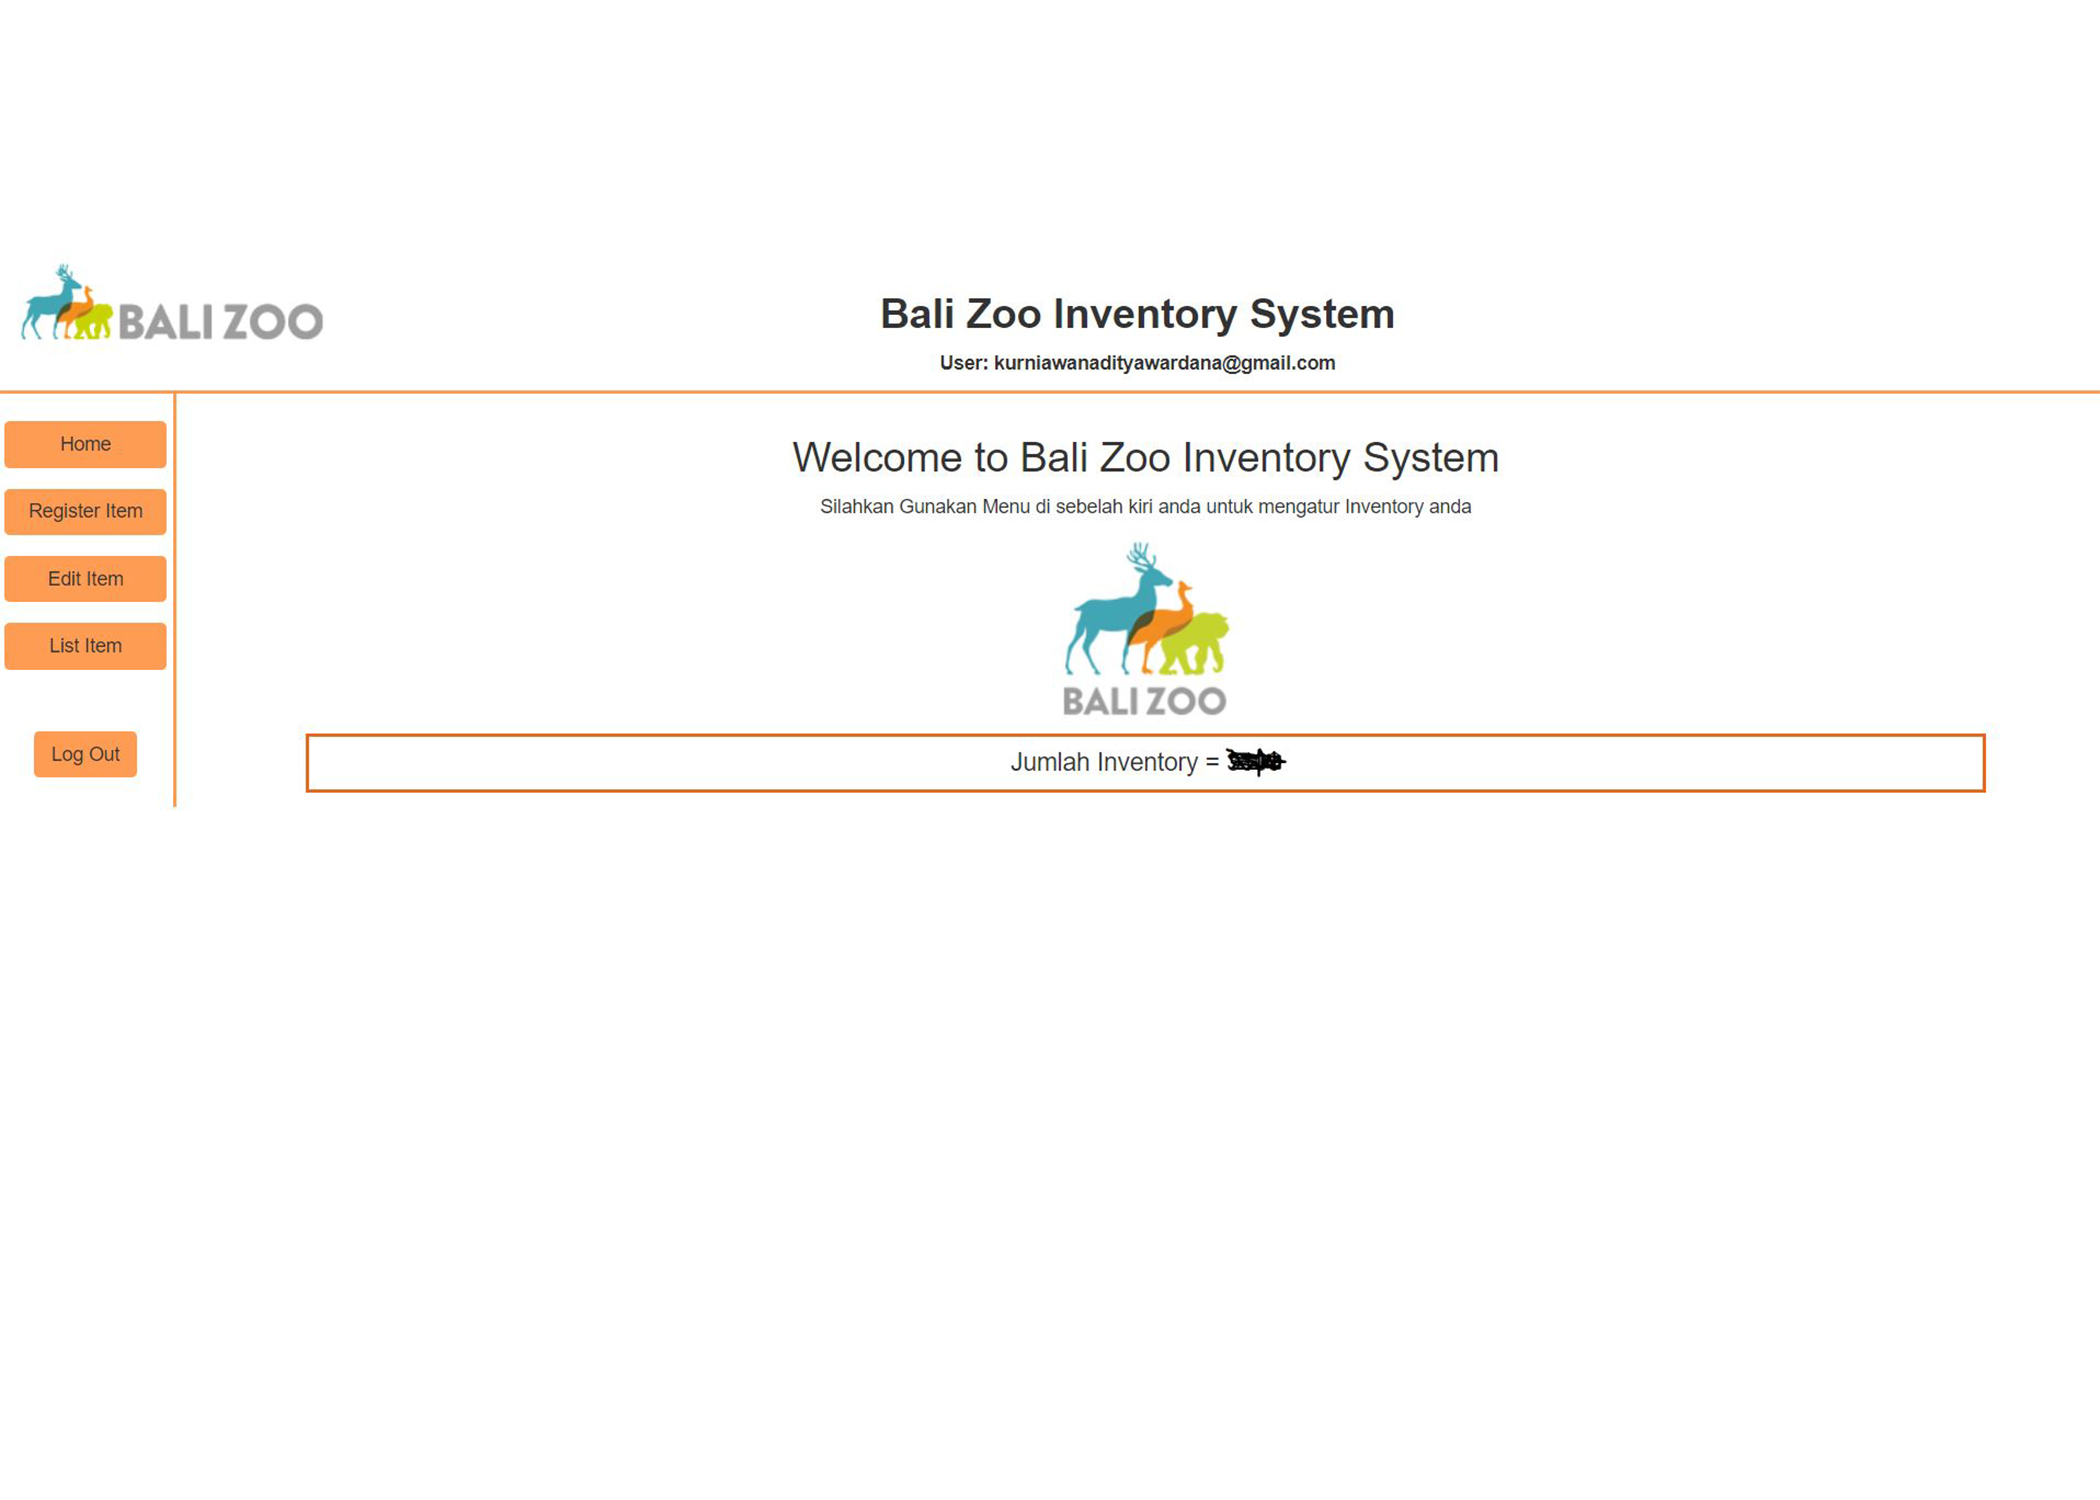 BALI ZOO
Bali Zoo Inventory System
User: kurniawanadityawardana@gmail.com
Home
Register Item
Edit Item
List Item
Log Out
Welcome to Bali Zoo Inventory System
Silahkan Gunakan Menu di sebelah kiri anda untuk mengatur Inventory anda
BALI ZOO
Jumlah Inventory =